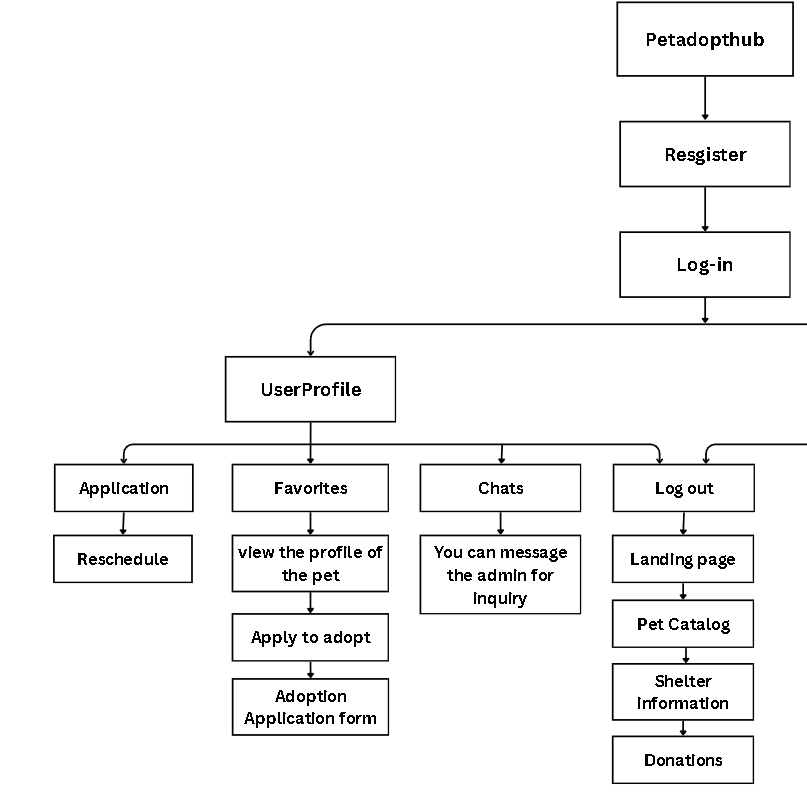 Petadopthub
Resgister
Log-in
UserProfile
Application
Favorites
Chats
Log out
Reschedule
view the profile of
the pet
You can message
the admin for
inquiry
Landing page
Apply to adopt
Pet Catalog
Adoption
Application form
Shelter
information
Donations